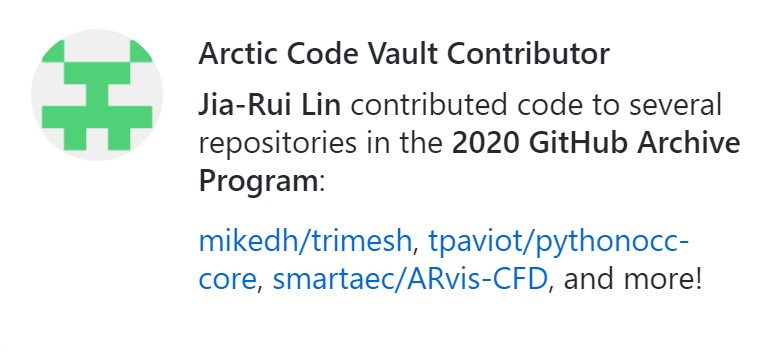 Arctic Code Vault Contributor
Jia-Rui Lin contributed code to several
repositories in the 2020 GitHub Archive
Program:
mikedh/trimesh, tpaviot/pythonocc-
core, smartaec/ARvis-CFD, and more!